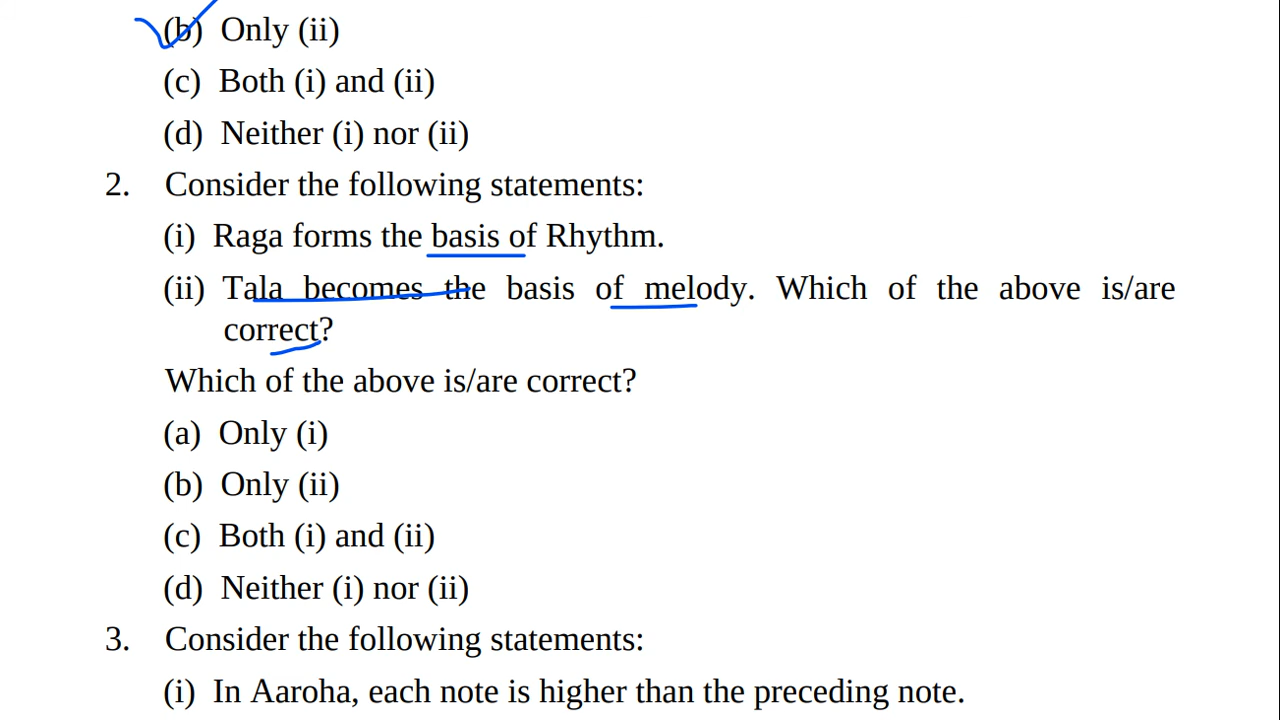 (b) Only (ii)
(c) Both (i) and (ii)
(d) Neither (i) nor (ii)
2. Consider the following statements:
(i) Raga forms the basis of Rhythm.
(ii) Tala becomes the basis of melody. Which of the above is/are
correct?
Which of the above is/are correct?
(a) Only (i)
(b) Only (ii)
(c) Both (i) and (ii)
(d) Neither (i) nor (ii)
3. Consider the following statements:
(i) In Aaroha, each note is higher than the preceding note.